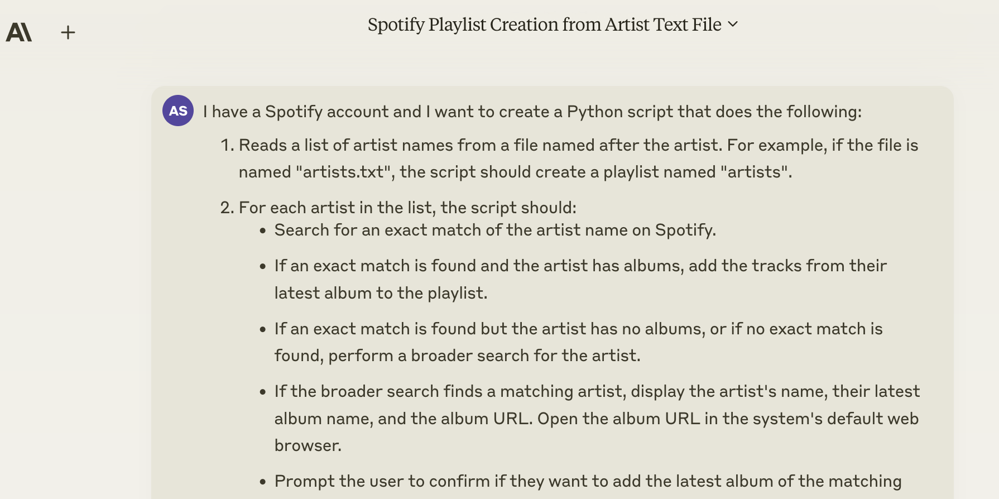 Spotify Playlist Creation from Artist Text File
AS
I have a Spotify account and I want to create a Python script that does the following:
1. Reads a list of artist names from a file named after the artist. For example, if the file is
named "artists.txt", the script should create a playlist named "artists".
2. For each artist in the list, the script should:
• Search for an exact match of the artist name on Spotify.
• If an exact match is found and the artist has albums, add the tracks from their
latest album to the playlist.
• If an exact match is found but the artist has no albums, or if no exact match is
found, perform a broader search for the artist.
• If the broader search finds a matching artist, display the artist's name, their latest
album name, and the album URL. Open the album URL in the system's default web
browser.
• Prompt the user to confirm if they want to add the latest album of the matching